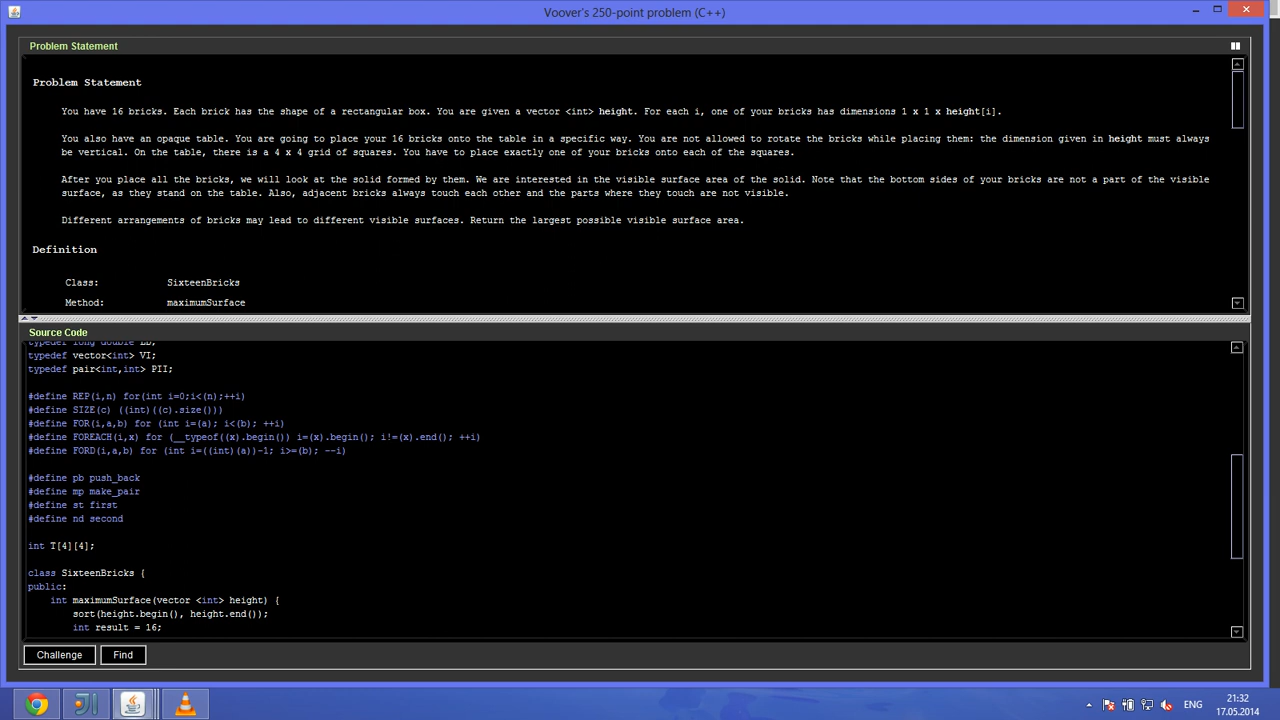 Voover's 250-point problem (C++)
Problem Statement
Problem Statement
You have 16 bricks. Each brick has the shape of a rectangular box. You are given a vector <int> height. For each i, one of your bricks has dimensions 1 x 1 x height[i].
You also have an opaque table. You are going to place your 16 bricks onto the table in a specific way. You are not allowed to rotate the bricks while placing them: the dimension given in height must always
be vertical. On the table, there is a 4 x 4 grid of squares. You have to place exactly one of your bricks onto each of the squares.
After you place all the bricks, we will look at the solid formed by them. We are interested in the visible surface area of the solid. Note that the bottom sides of your bricks are not a part of the visible
surface, as they stand on the table. Also, adjacent bricks always touch each other and the parts where they touch are not visible.
Different arrangements of bricks may lead to different visible surfaces. Return the largest possible visible surface area.
Definition
Class: SixteenBricks
Method: maximumSurface
Source Code
typedef long double LD;
typedef vector<int> VI;
typedef pair<int,int> PII;
#define REP(i,n) for(int i=0;i<(n);++i)
#define SIZE(c) ((int)((c).size()))
#define FOR(i,a,b) for (int i=(a); i<(b); ++i)
#define FOREACH(i,x) for (__typeof((x).begin()) i=(x).begin(); i!=(x).end(); ++i)
#define FORD(i,a,b) for (int i=((int)(a))-1; i>=(b); --i)
#define pb push_back
#define mp make_pair
#define st first
#define nd second
int T[4][4];
class SixteenBricks {
public:
int maximumSurface(vector <int> height) {
sort(height.begin(), height.end());
int result = 16;
Challenge
Find
ENG
21:32
17.05.2014